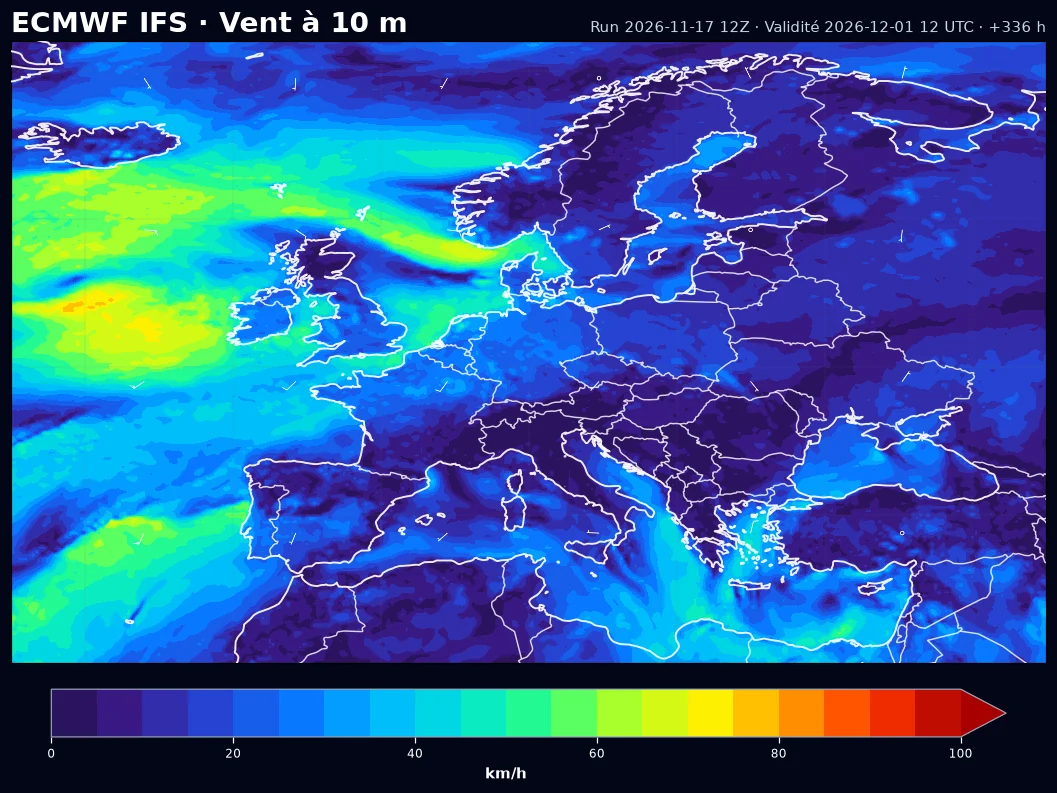 ECMWF IFS · Vent à 10 m
Run 2026-11-17 12Z · Validité 2026-12-01 12 UTC · +336 h
0 20 40 60 80 100
km/h